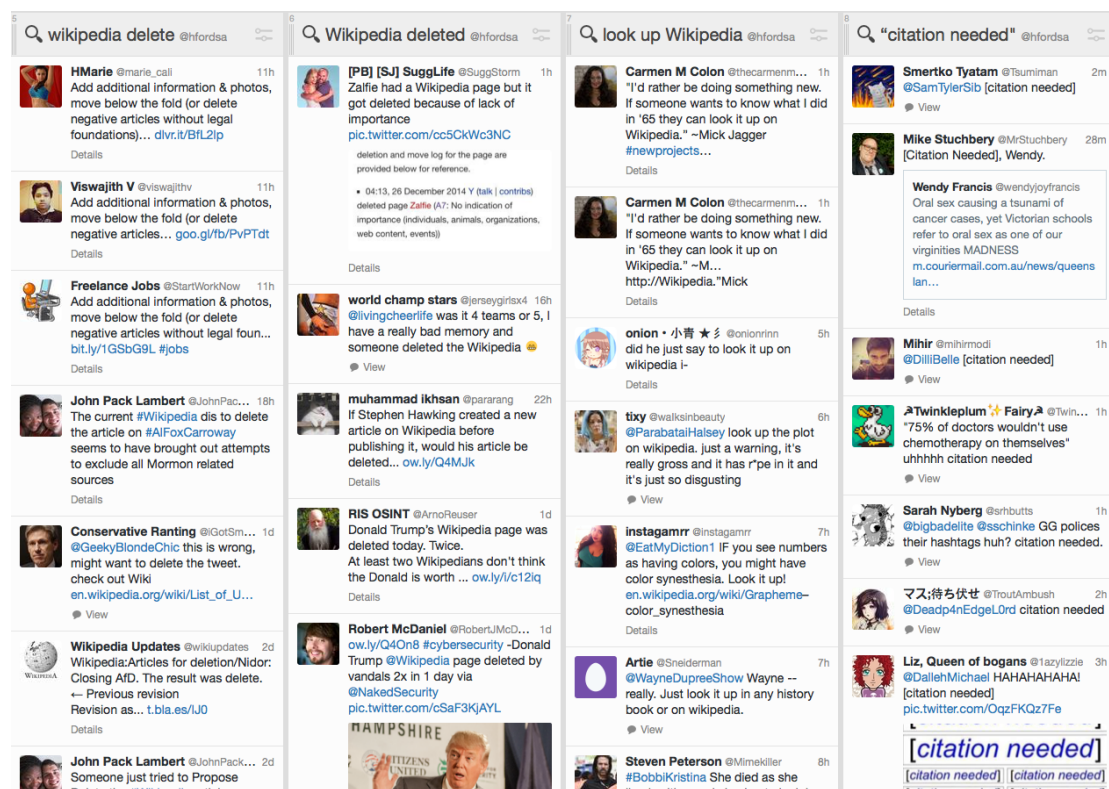 5
wikipedia delete @hfordsa
HMarie @marie_cali 11h
Add additional information & photos,
move below the fold (or delete
negative articles without legal
foundations)… dlvr.it/BfL2lp
Details
Viswajith V @viswajithv 11h
Add additional information & photos,
move below the fold (or delete
negative articles… goo.gl/fb/PvPTdt
Details
Freelance Jobs @StartWorkNow 11h
Add additional information & photos,
move below the fold (or delete
negative articles without legal foun...
bit.ly/1GSbG9L #jobs
Details
John Pack Lambert @JohnPac... 18h
The current #Wikipedia dis to delete
the article on #AlFoxCarroway
seems to have brought out attempts
to exclude all Mormon related
sources
Details
Conservative Ranting @iGotSm... 1d
@GeekyBlondeChic this is wrong,
might want to delete the tweet.
check out Wiki
en.wikipedia.org/wiki/List_of_U…
View
Wikipedia Updates @wikiupdates 2d
Wikipedia:Articles for deletion/Nidor:
Closing AfD. The result was delete.
← Previous revision
Revision as... t.bla.es/lJ0
Details
WIKIPEDIA
John Pack Lambert @JohnPack... 2d
Someone just tried to Propose
6
Wikipedia deleted @hfordsa
[PB] [SJ] SuggLife @SuggStorm 1h
Zalfie had a Wikipedia page but it
got deleted because of lack of
importance
pic.twitter.com/cc5CkWc3NC
deletion and move log for the page are
provided below for reference.
• 04:13, 26 December 2014 Y (talk | contribs)
deleted page Zalfie (A7: No indication of
importance (individuals, animals, organizations,
web content, events))
Details
world champ stars @jerseygirlsx4 16h
@livingcheerlife was it 4 teams or 5, I
have a really bad memory and
someone deleted the Wikipedia 😆
View
muhammad ikhsan @pararang 22h
If Stephen Hawking created a new
article on Wikipedia before
publishing it, would his article be
deleted... ow.ly/Q4MJk
Details
RIS OSINT @ArnoReuser 1d
Donald Trump's Wikipedia page was
deleted today. Twice.
At least two Wikipedians don't think
the Donald is worth ... ow.ly/i/c12iq
Details
Robert McDaniel @RobertJMcD... 1d
ow.ly/Q4On8 #cybersecurity -Donald
Trump @Wikipedia page deleted by
vandals 2x in 1 day via
@NakedSecurity
pic.twitter.com/cSaF3KjAYL
HAMPSHIRE
CITIZENS
UNITED
7
look up Wikipedia @hfordsa
Carmen M Colon @thecarmenm... 1h
"I'd rather be doing something new.
If someone wants to know what I did
in '65 they can look it up on
Wikipedia." ~Mick Jagger
#newprojects…
Details
Carmen M Colon @thecarmenm... 1h
"I'd rather be doing something new.
If someone wants to know what I did
in '65 they can look it up on
Wikipedia." ~M…
http://Wikipedia."Mick
Details
onion • 小青 ★彡 @onionrinn 5h
did he just say to look it up on
wikipedia i-
Details
tixy @walksinbeauty 6h
@ParabataiHalsey look up the plot
on wikipedia. just a warning, it's
really gross and it has r*pe in it and
it's just so disgusting
View
instagamrr @instagamrr 7h
@EatMyDiction1 IF you see numbers
as having colors, you might have
color synesthesia. Look it up!
en.wikipedia.org/wiki/Grapheme–
color_synesthesia
Details
Artie @Sneiderman 7h
@WayneDupreeShow Wayne --
really. Just look it up in any history
book or on wikipedia.
View
Steven Peterson @Mimekiller 8h
#BobbiKristina She died as she
8
"citation needed" @hfordsa
Smertko Tyatam @Tsumiman 2m
@SamTylerSib [citation needed]
View
Mike Stuchbery @MrStuchbery 28m
[Citation Needed], Wendy.
Wendy Francis @wendyjoyfrancis
Oral sex causing a tsunami of
cancer cases, yet Victorian schools
refer to oral sex as one of our
virginities MADNESS
m.couriermail.com.au/news/queens
lan…
Details
Mihir @mihirmodi 1h
@DilliBelle [citation needed]
View
☭Twinkleplum✨Fairy☭ @Twin... 1h
"75% of doctors wouldn't use
chemotherapy on themselves"
uhhhhh citation needed
View
Sarah Nyberg @srhbutts 1h
@bigbadelite @sschinke GG polices
their hashtags huh? citation needed.
View
マス;待ち伏せ @TroutAmbush 2h
@Deadp4nEdgeL0rd citation needed
View
Liz, Queen of bogans @1azylizzie 3h
@DallehMichael HAHAHAHAHA!
[citation needed]
pic.twitter.com/OqzFKQz7Fe
[citation needed]
[citation needed] [citation needed]